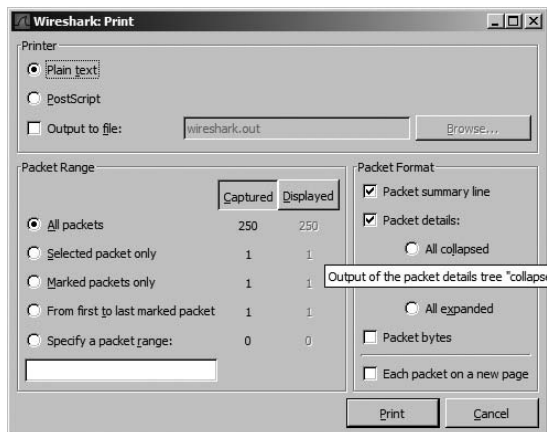 Wireshark: Print
Printer
Plain text
PostScript
Output to file:
wireshark.out
Browse...
Packet Range
Captured Displayed
All packets 250 250
Selected packet only 1 1
Marked packets only 1 1
From first to last marked packet 1 1
Specify a packet range: 0 0
Packet Format
Packet summary line
Packet details:
All collapsed
Output of the packet details tree "collapse
All expanded
Packet bytes
Each packet on a new page
Print
Cancel